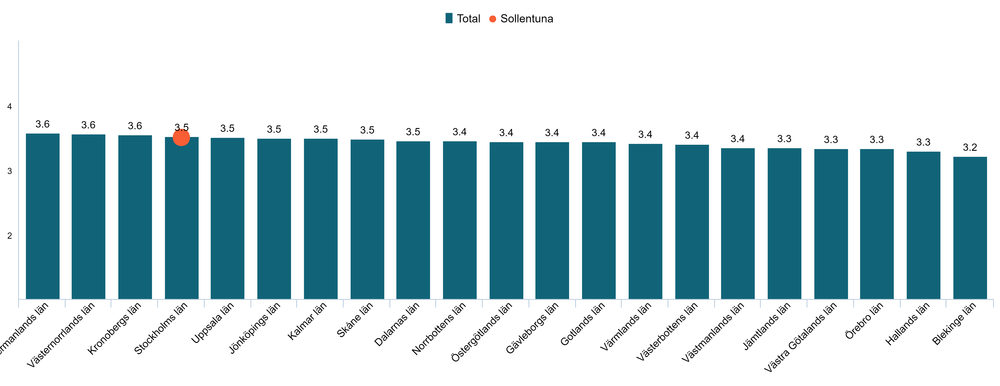 Total Sollentuna
4
3
2
3.6 3.6 3.6 3.5 3.5 3.5 3.5 3.5 3.5 3.4 3.4 3.4 3.4 3.4 3.4 3.4 3.3 3.3 3.3 3.3 3.2
ermanlands län
Västernorrlands län
Kronobergs län
Stockholms län
Uppsala län
Jönköpings län
Kalmar län
Skåne län
Dalarnas län
Norrbottens län
Östergötlands län
Gävleborgs län
Gotlands län
Värmlands län
Västerbottens län
Västmanlands län
Jämtlands län
Västra Götalands län
Örebro län
Hallands län
Blekinge län